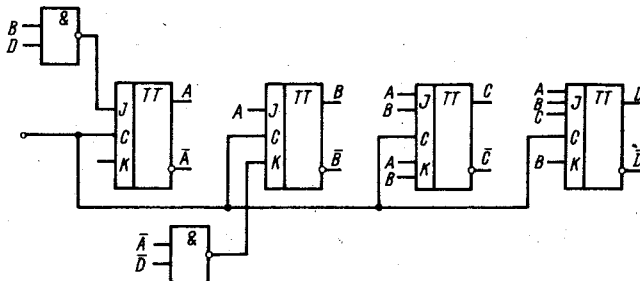 &
B
D
J TT A
C
K Ā
A J TT B
C
K B̄
A J TT C
B
C
A K C̄
B
A J TT D
B
C
C
B K D̄
Ā &
D̄